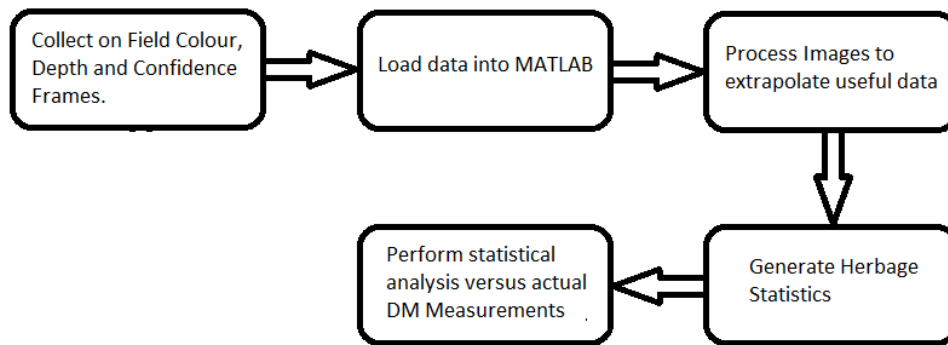 Collect on Field Colour,
Depth and Confidence
Frames.
Load data into MATLAB
Process Images to
extrapolate useful data
Generate Herbage
Statistics
Perform statistical
analysis versus actual
DM Measurements